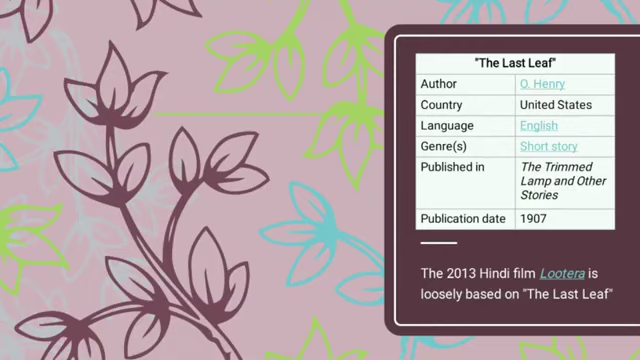 "The Last Leaf"
Author O. Henry
Country United States
Language English
Genre(s) Short story
Published in The Trimmed
Lamp and Other
Stories
Publication date 1907
The 2013 Hindi film Lootera is
loosely based on "The Last Leaf"